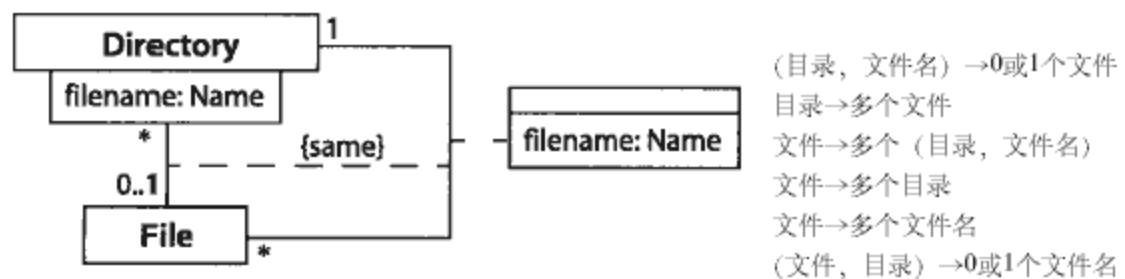 Directory
1
filename: Name
*
{same}
0..1
File
*
filename: Name
(目录，文件名) →0或1个文件
目录→多个文件
文件→多个 (目录，文件名)
文件→多个目录
文件→多个文件名
(文件，目录) →0或1个文件名